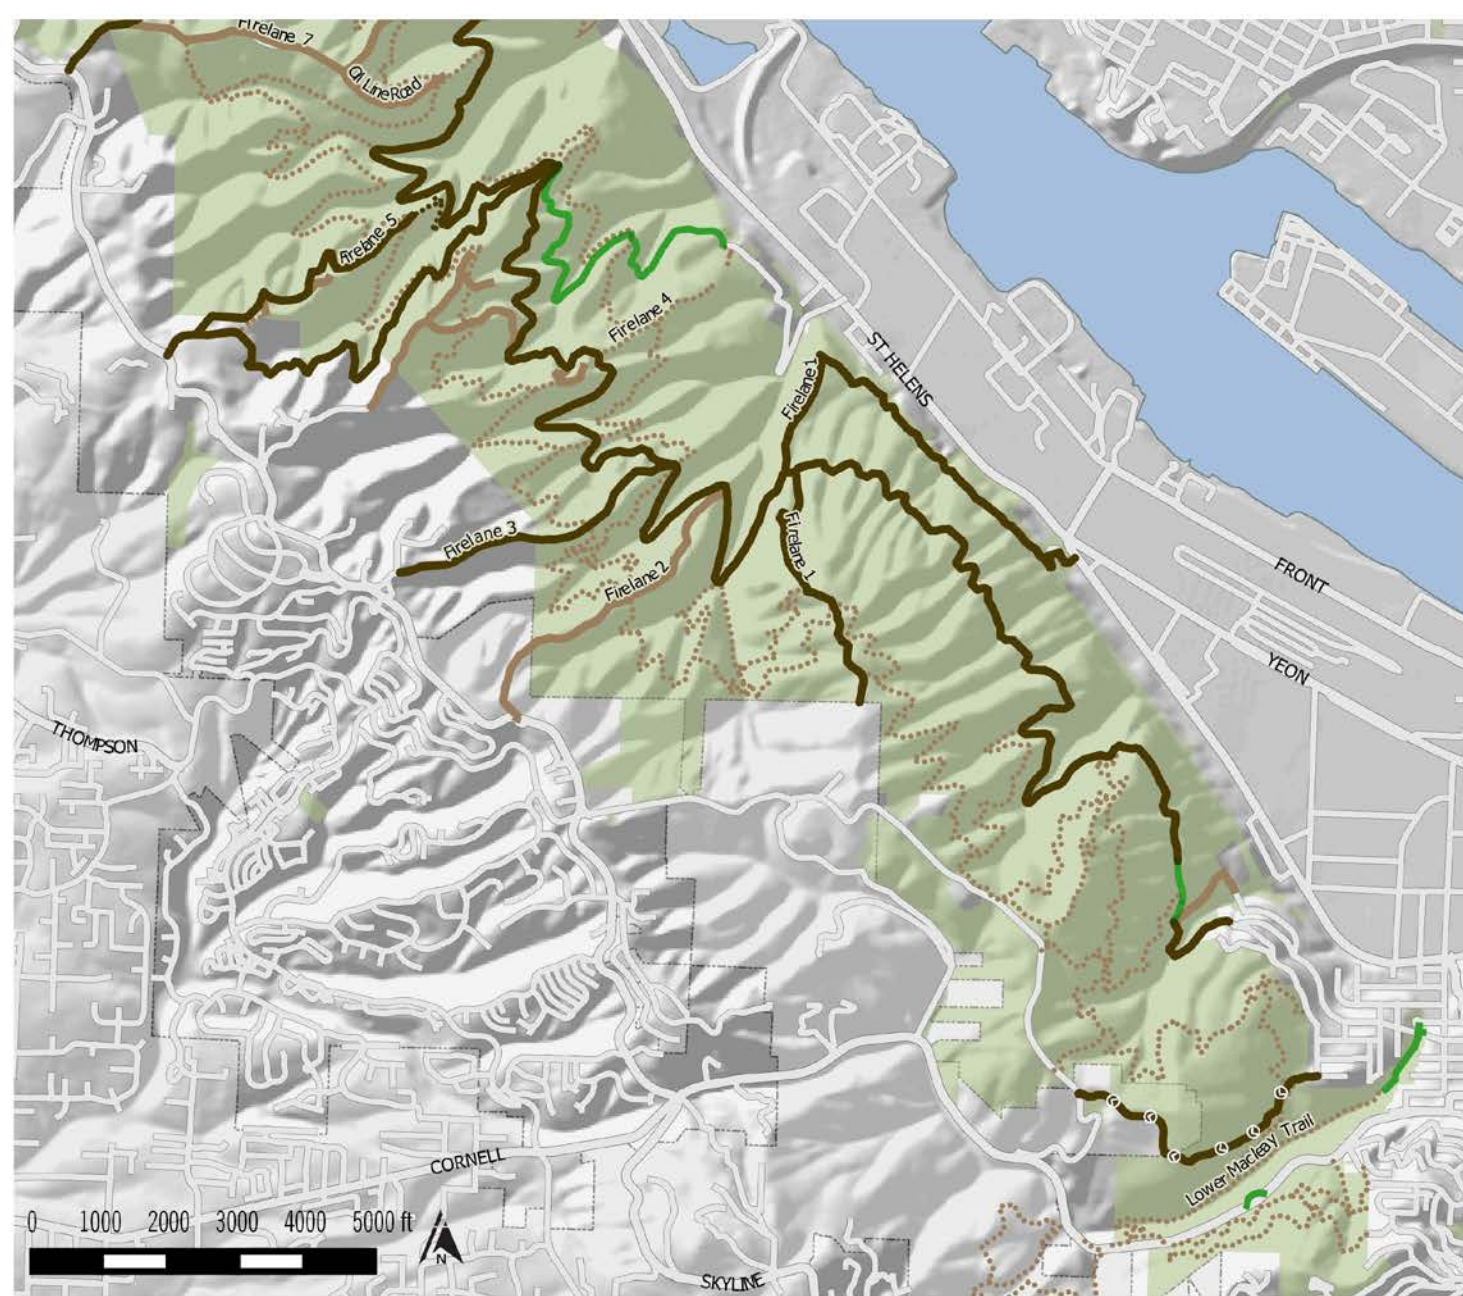 Firelane 7
Oil Line Road
Firelane 5
Firelane 4
ST HELENS
Firelane 1
Firelane 3
Firelane 1
Firelane 2
FRONT
YEON
THOMPSON
Lower Macleay Trail
CORNELL
0 1000 2000 3000 4000 5000 ft
N
SKYLINE